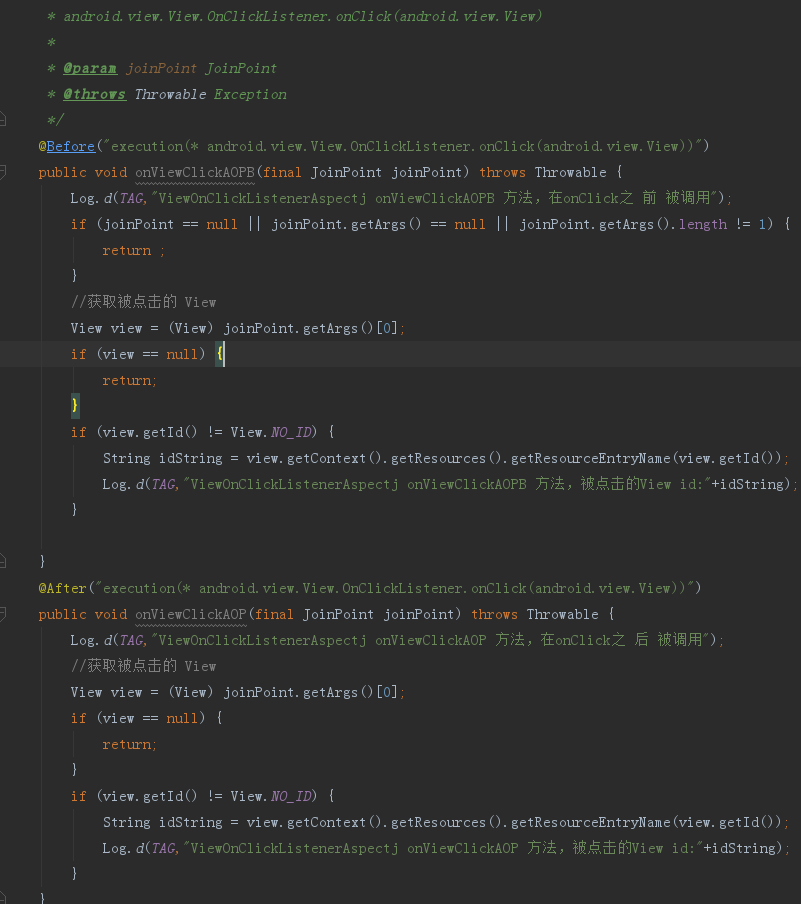 * android.view.View.OnClickListener.onClick(android.view.View)
*
* @param joinPoint JoinPoint
* @throws Throwable Exception
*/
@Before("execution(* android.view.View.OnClickListener.onClick(android.view.View))")
public void onViewClickAOPB(final JoinPoint joinPoint) throws Throwable {
Log.d(TAG,"ViewOnClickListenerAspectj onViewClickAOPB 方法，在onClick之 前 被调用");
if (joinPoint == null || joinPoint.getArgs() == null || joinPoint.getArgs().length != 1) {
return ;
}
//获取被点击的 View
View view = (View) joinPoint.getArgs()[0];
if (view == null) {
return;
}
if (view.getId() != View.NO_ID) {
String idString = view.getContext().getResources().getResourceEntryName(view.getId());
Log.d(TAG,"ViewOnClickListenerAspectj onViewClickAOPB 方法，被点击的View id:"+idString);
}
}
@After("execution(* android.view.View.OnClickListener.onClick(android.view.View))")
public void onViewClickAOP(final JoinPoint joinPoint) throws Throwable {
Log.d(TAG,"ViewOnClickListenerAspectj onViewClickAOP 方法，在onClick之 后 被调用");
//获取被点击的 View
View view = (View) joinPoint.getArgs()[0];
if (view == null) {
return;
}
if (view.getId() != View.NO_ID) {
String idString = view.getContext().getResources().getResourceEntryName(view.getId());
Log.d(TAG,"ViewOnClickListenerAspectj onViewClickAOP 方法，被点击的View id:"+idString);
}
}